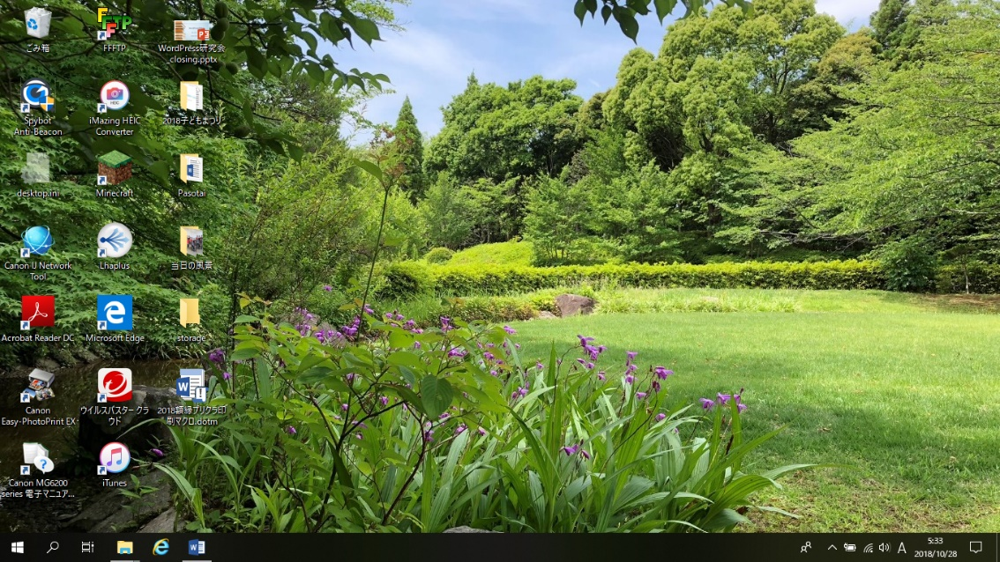 ごみ箱
FFFTP
WordPress研究会
closing.pptx
Spybot
Anti-Beacon
iMazing HEIC
Converter
2018子どもまつり
desktop.ini
Minecraft
Pasotai
Canon IJ Network
Tool
Lhaplus
当日の風景
Acrobat Reader DC
Microsoft Edge
storage
Canon
Easy-PhotoPrint EX
ウイルスバスター クラ
ウド
2018額縁プリクラ印
刷マクロ.dotm
Canon MG6200
series 電子マニュア...
iTunes
A
5:33
2018/10/28